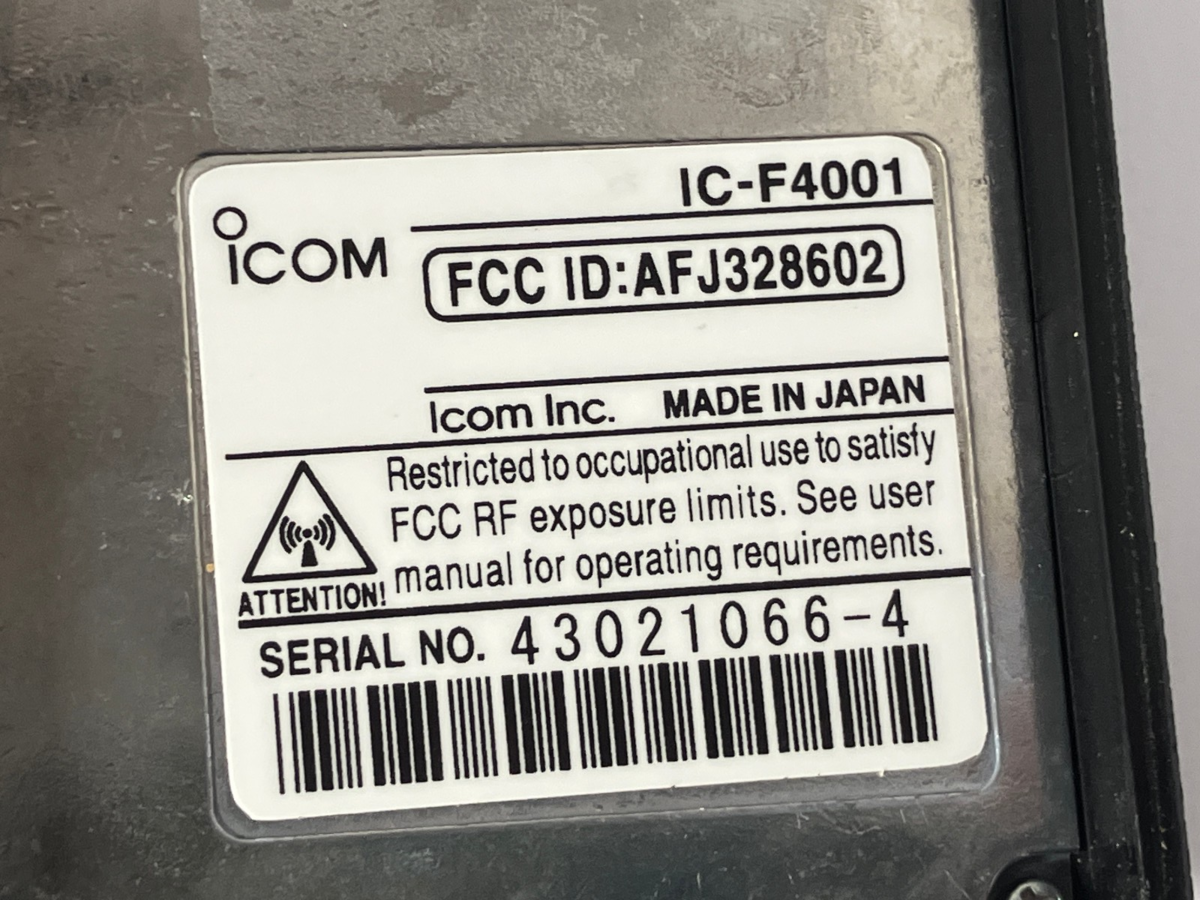 IC-F4001
ICOM
FCC ID:AFJ328602
Icom Inc. MADE IN JAPAN
Restricted to occupational use to satisfy
FCC RF exposure limits. See user
manual for operating requirements.
ATTENTION!
SERIAL NO. 43021066-4